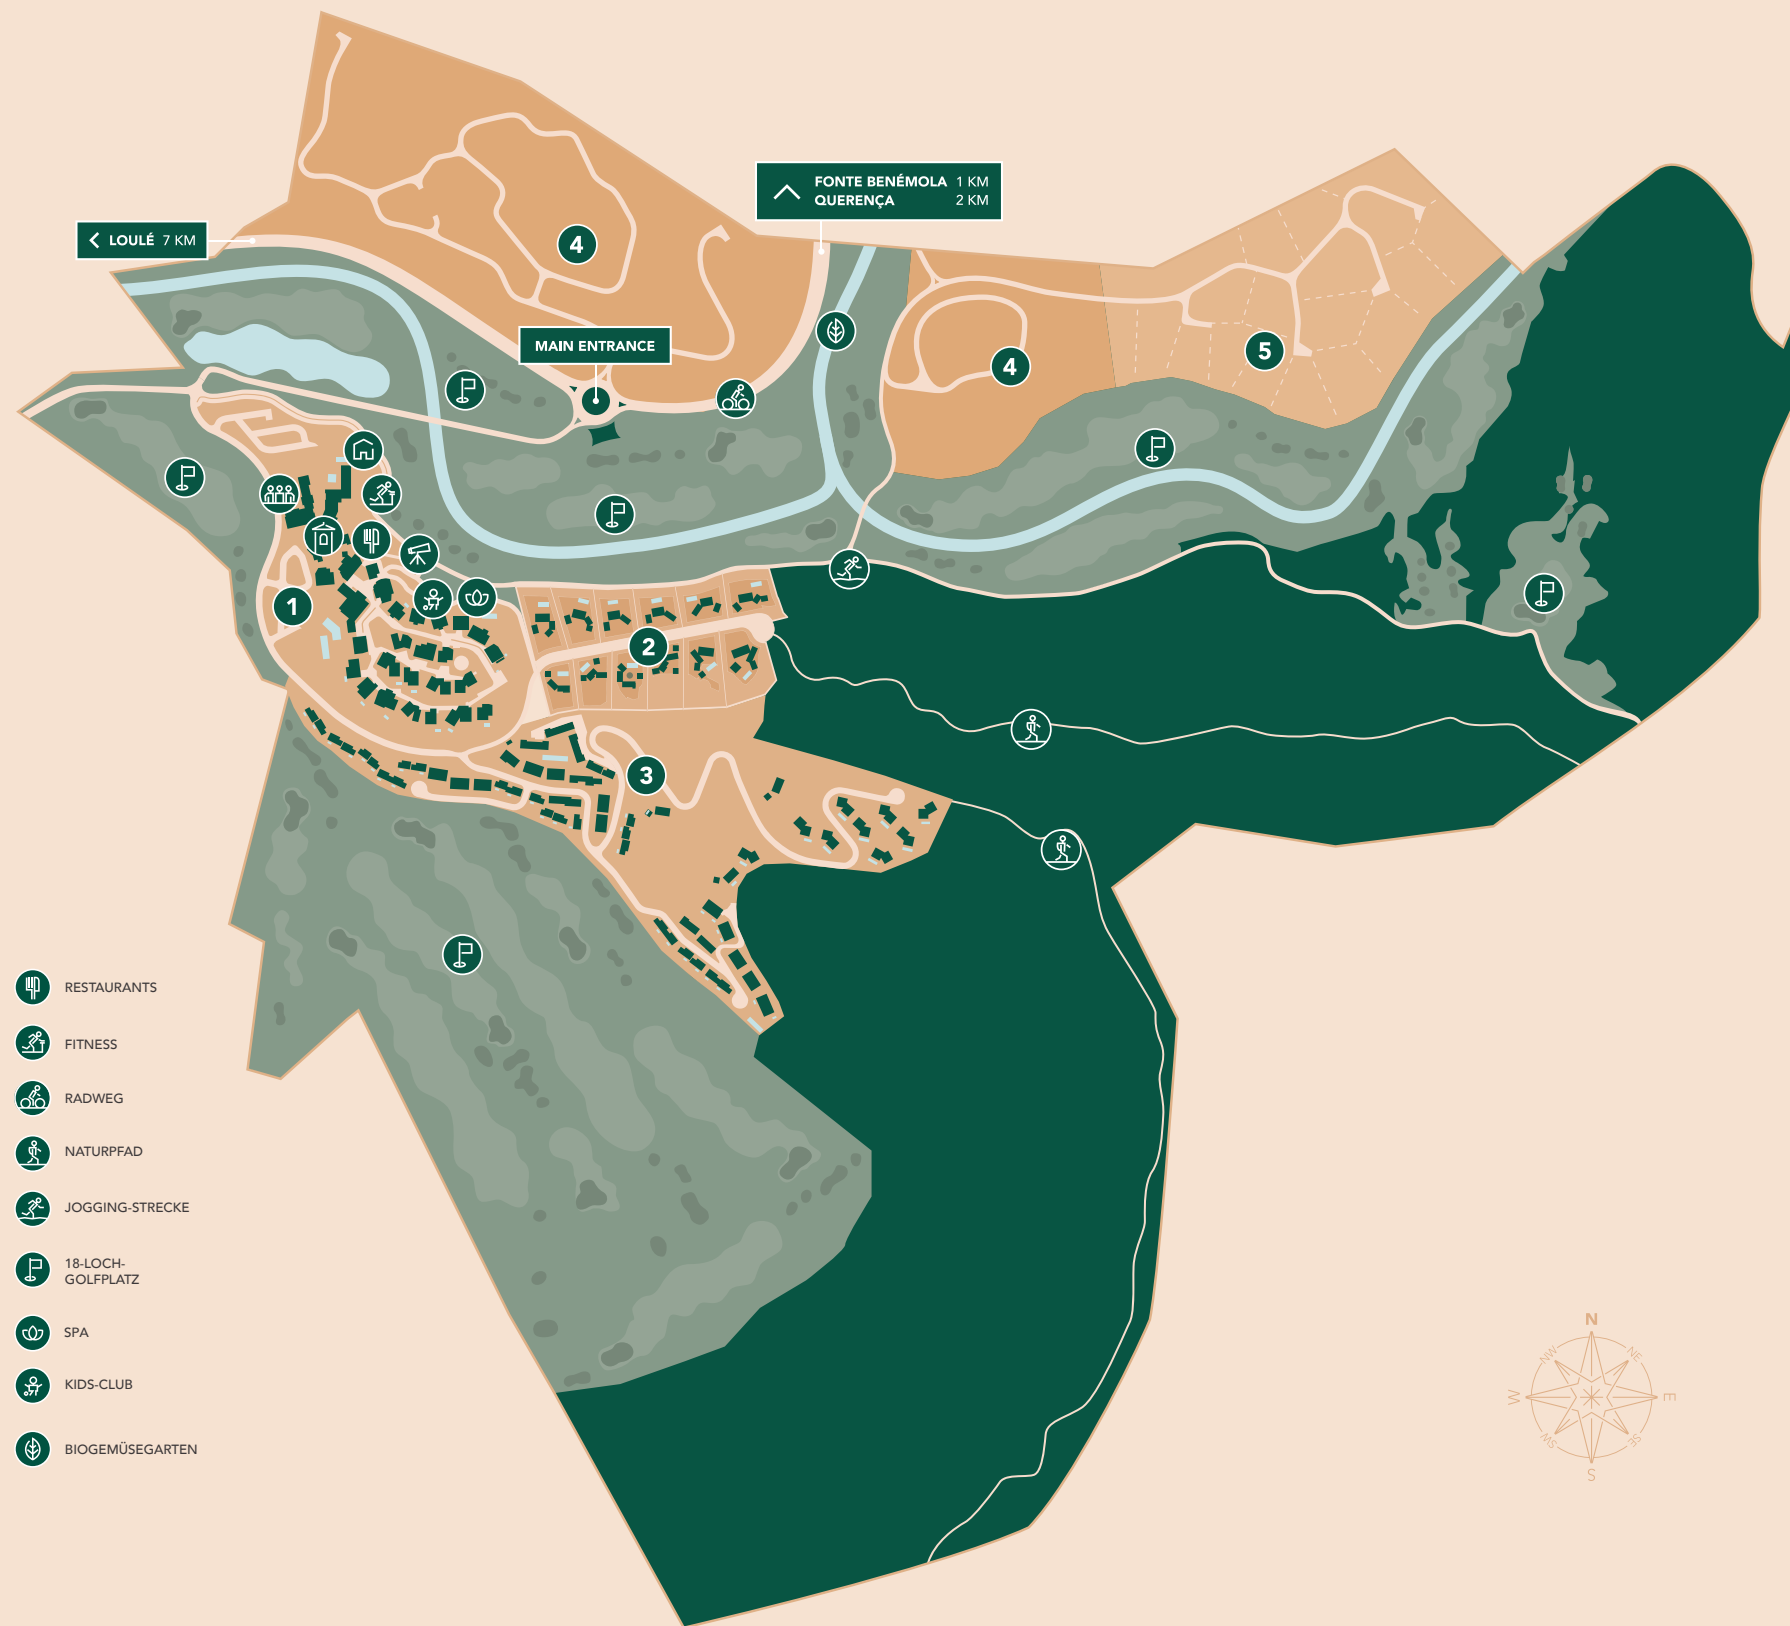 FONTE BENÉMOLA 1 KM
QUERENÇA 2 KM
LOULÉ 7 KM
4
MAIN ENTRANCE
4
5
1
2
3
RESTAURANTS
FITNESS
RADWEG
NATURPFAD
JOGGING-STRECKE
18-LOCH-
GOLFPLATZ
SPA
KIDS-CLUB
BIOGEMÜSEGARTEN
N
NW
NE
W
E
SW
SE
S